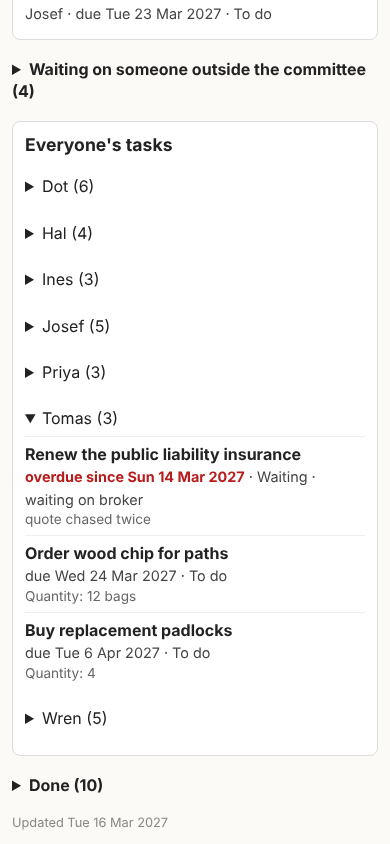 Josef · due Tue 23 Mar 2027 · To do
Waiting on someone outside the committee
(4)
Everyone's tasks
Dot (6)
Hal (4)
Ines (3)
Josef (5)
Priya (3)
Tomas (3)
Renew the public liability insurance
overdue since Sun 14 Mar 2027 · Waiting ·
waiting on broker
quote chased twice
Order wood chip for paths
due Wed 24 Mar 2027 · To do
Quantity: 12 bags
Buy replacement padlocks
due Tue 6 Apr 2027 · To do
Quantity: 4
Wren (5)
Done (10)
Updated Tue 16 Mar 2027